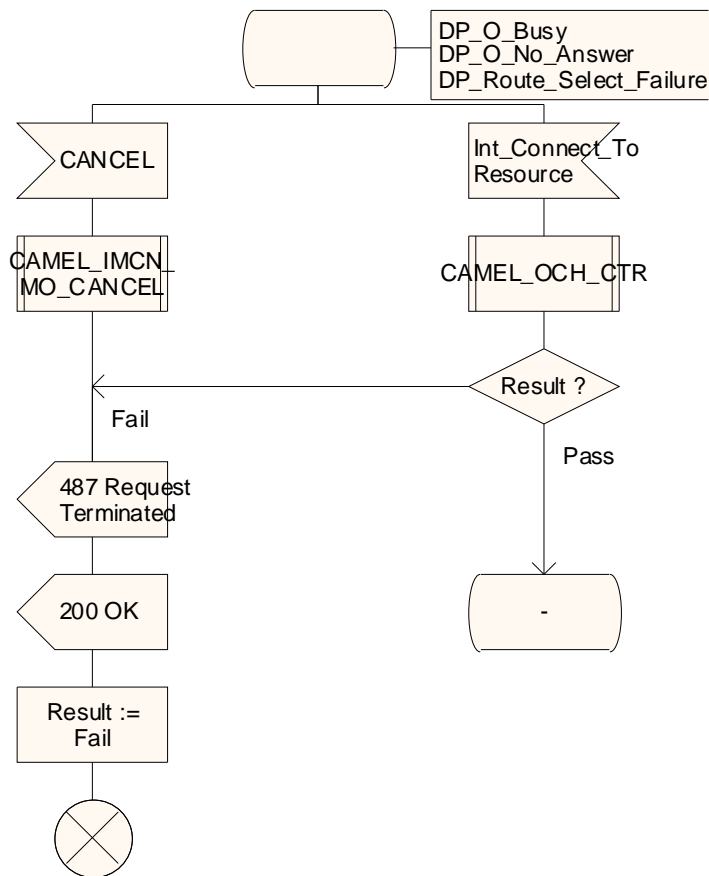 DP_O_Busy
DP_O_No_Answer
DP_Route_Select_Failure
CANCEL
Int_Connect_To
Resource
CAMEL_IMCN_
MO_CANCEL
CAMEL_OCH_CTR
Result ?
Fail
Pass
487 Request
Terminated
200 OK
-
Result :=
Fail